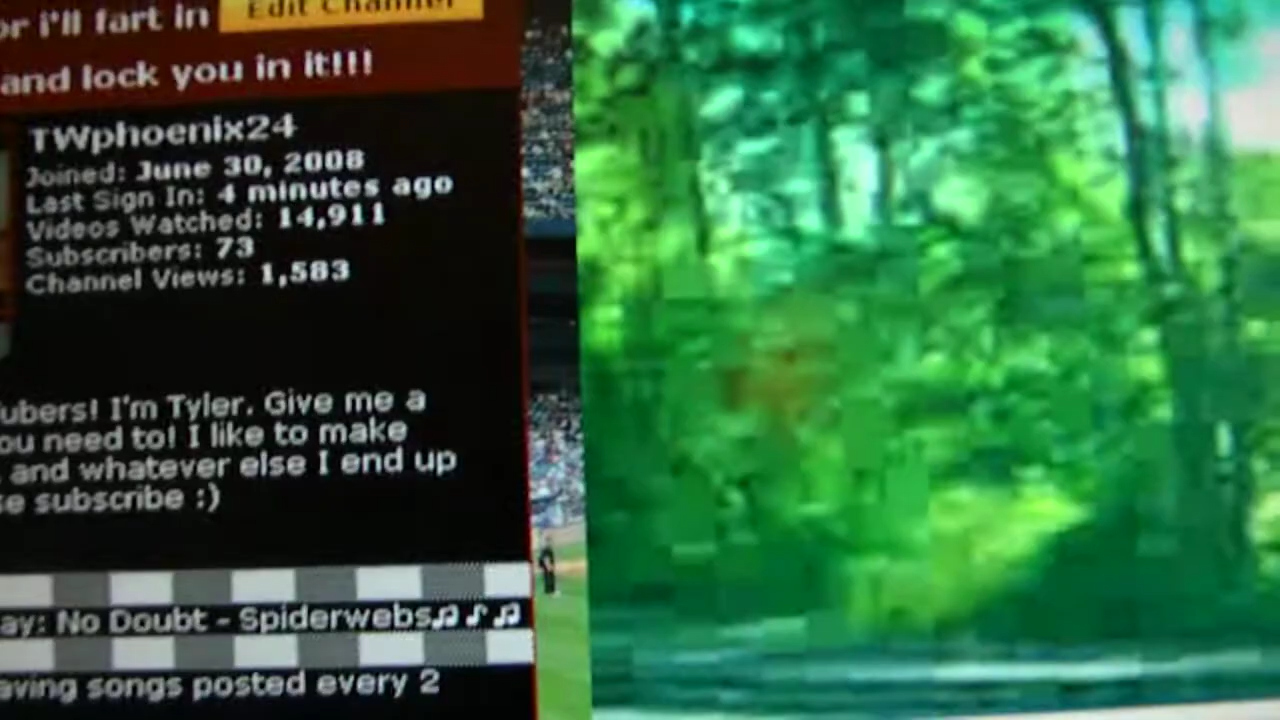 or i'll fart in
Edit Channel
and lock you in it!!!
TWphoenix24
Joined: June 30, 2008
Last Sign In: 4 minutes ago
Videos Watched: 14,911
Subscribers: 73
Channel Views: 1,583
ubers! I'm Tyler. Give me a
ou need to! I like to make
and whatever else I end up
se subscribe :)
ay: No Doubt - Spiderwebs♫♪♫
aving songs posted every 2